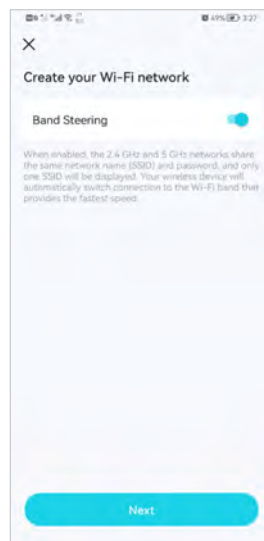 49% 3:27
Create your Wi-Fi network
Band Steering
When enabled, the 2.4 GHz and 5 GHz networks share
the same network name (SSID) and password, and only
one SSID will be displayed. Your wireless device will
automatically switch connection to the Wi-Fi band that
provides the fastest speed.
Next